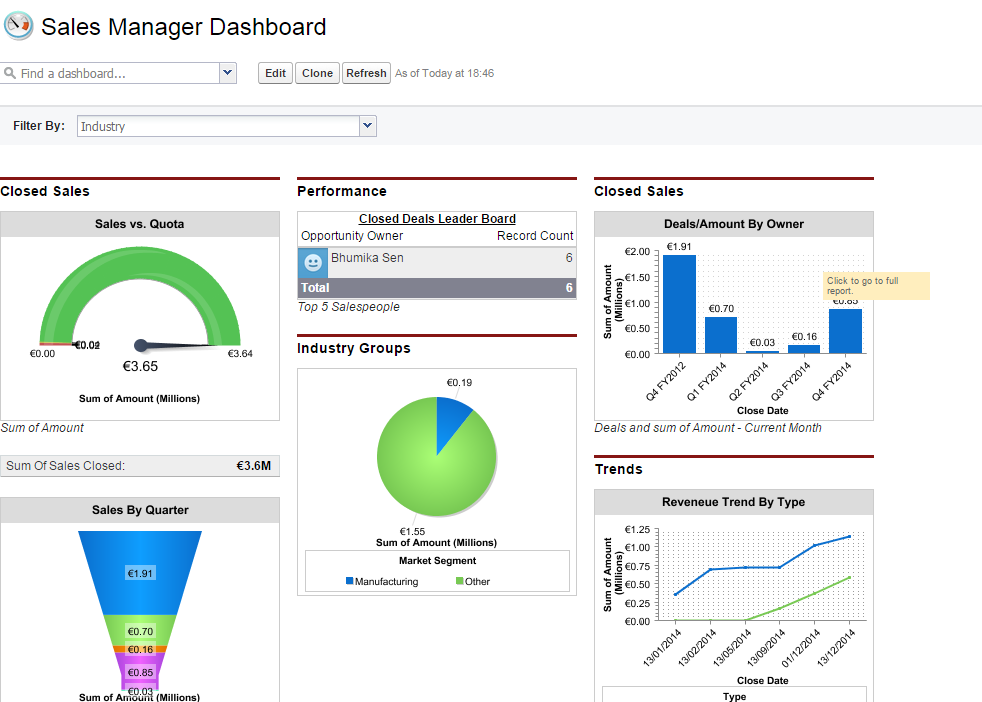 Sales Manager Dashboard
Find a dashboard...
Edit Clone Refresh As of Today at 18:46
Filter By: Industry
Closed Sales
Sales vs. Quota
€0.00
€3.64
€3.65
Sum of Amount (Millions)
Sum of Amount
Sum Of Sales Closed: €3.6M
Sales By Quarter
€1.91
€0.70
€0.16
€0.85
€0.03
Sum of Amount (Millions)
Performance
Closed Deals Leader Board
Opportunity Owner Record Count
Bhumika Sen 6
Total 6
Top 5 Salespeople
Industry Groups
€0.19
€1.55
Sum of Amount (Millions)
Market Segment
Manufacturing Other
Closed Sales
Deals/Amount By Owner
Sum of Amount
(Millions)
€2.00
€1.50
€1.00
€0.50
€0.00
€1.91
€0.70
€0.03
€0.16
€0.85
Click to go to full
report.
Q4 FY2012
Q1 FY2014
Q2 FY2014
Q3 FY2014
Q4 FY2014
Close Date
Deals and sum of Amount - Current Month
Trends
Reveneue Trend By Type
Sum of Amount
(Millions)
€1.25
€1.00
€0.75
€0.50
€0.25
€0.00
13/01/2014
13/02/2014
13/05/2014
13/09/2014
01/12/2014
13/12/2014
Close Date
Type